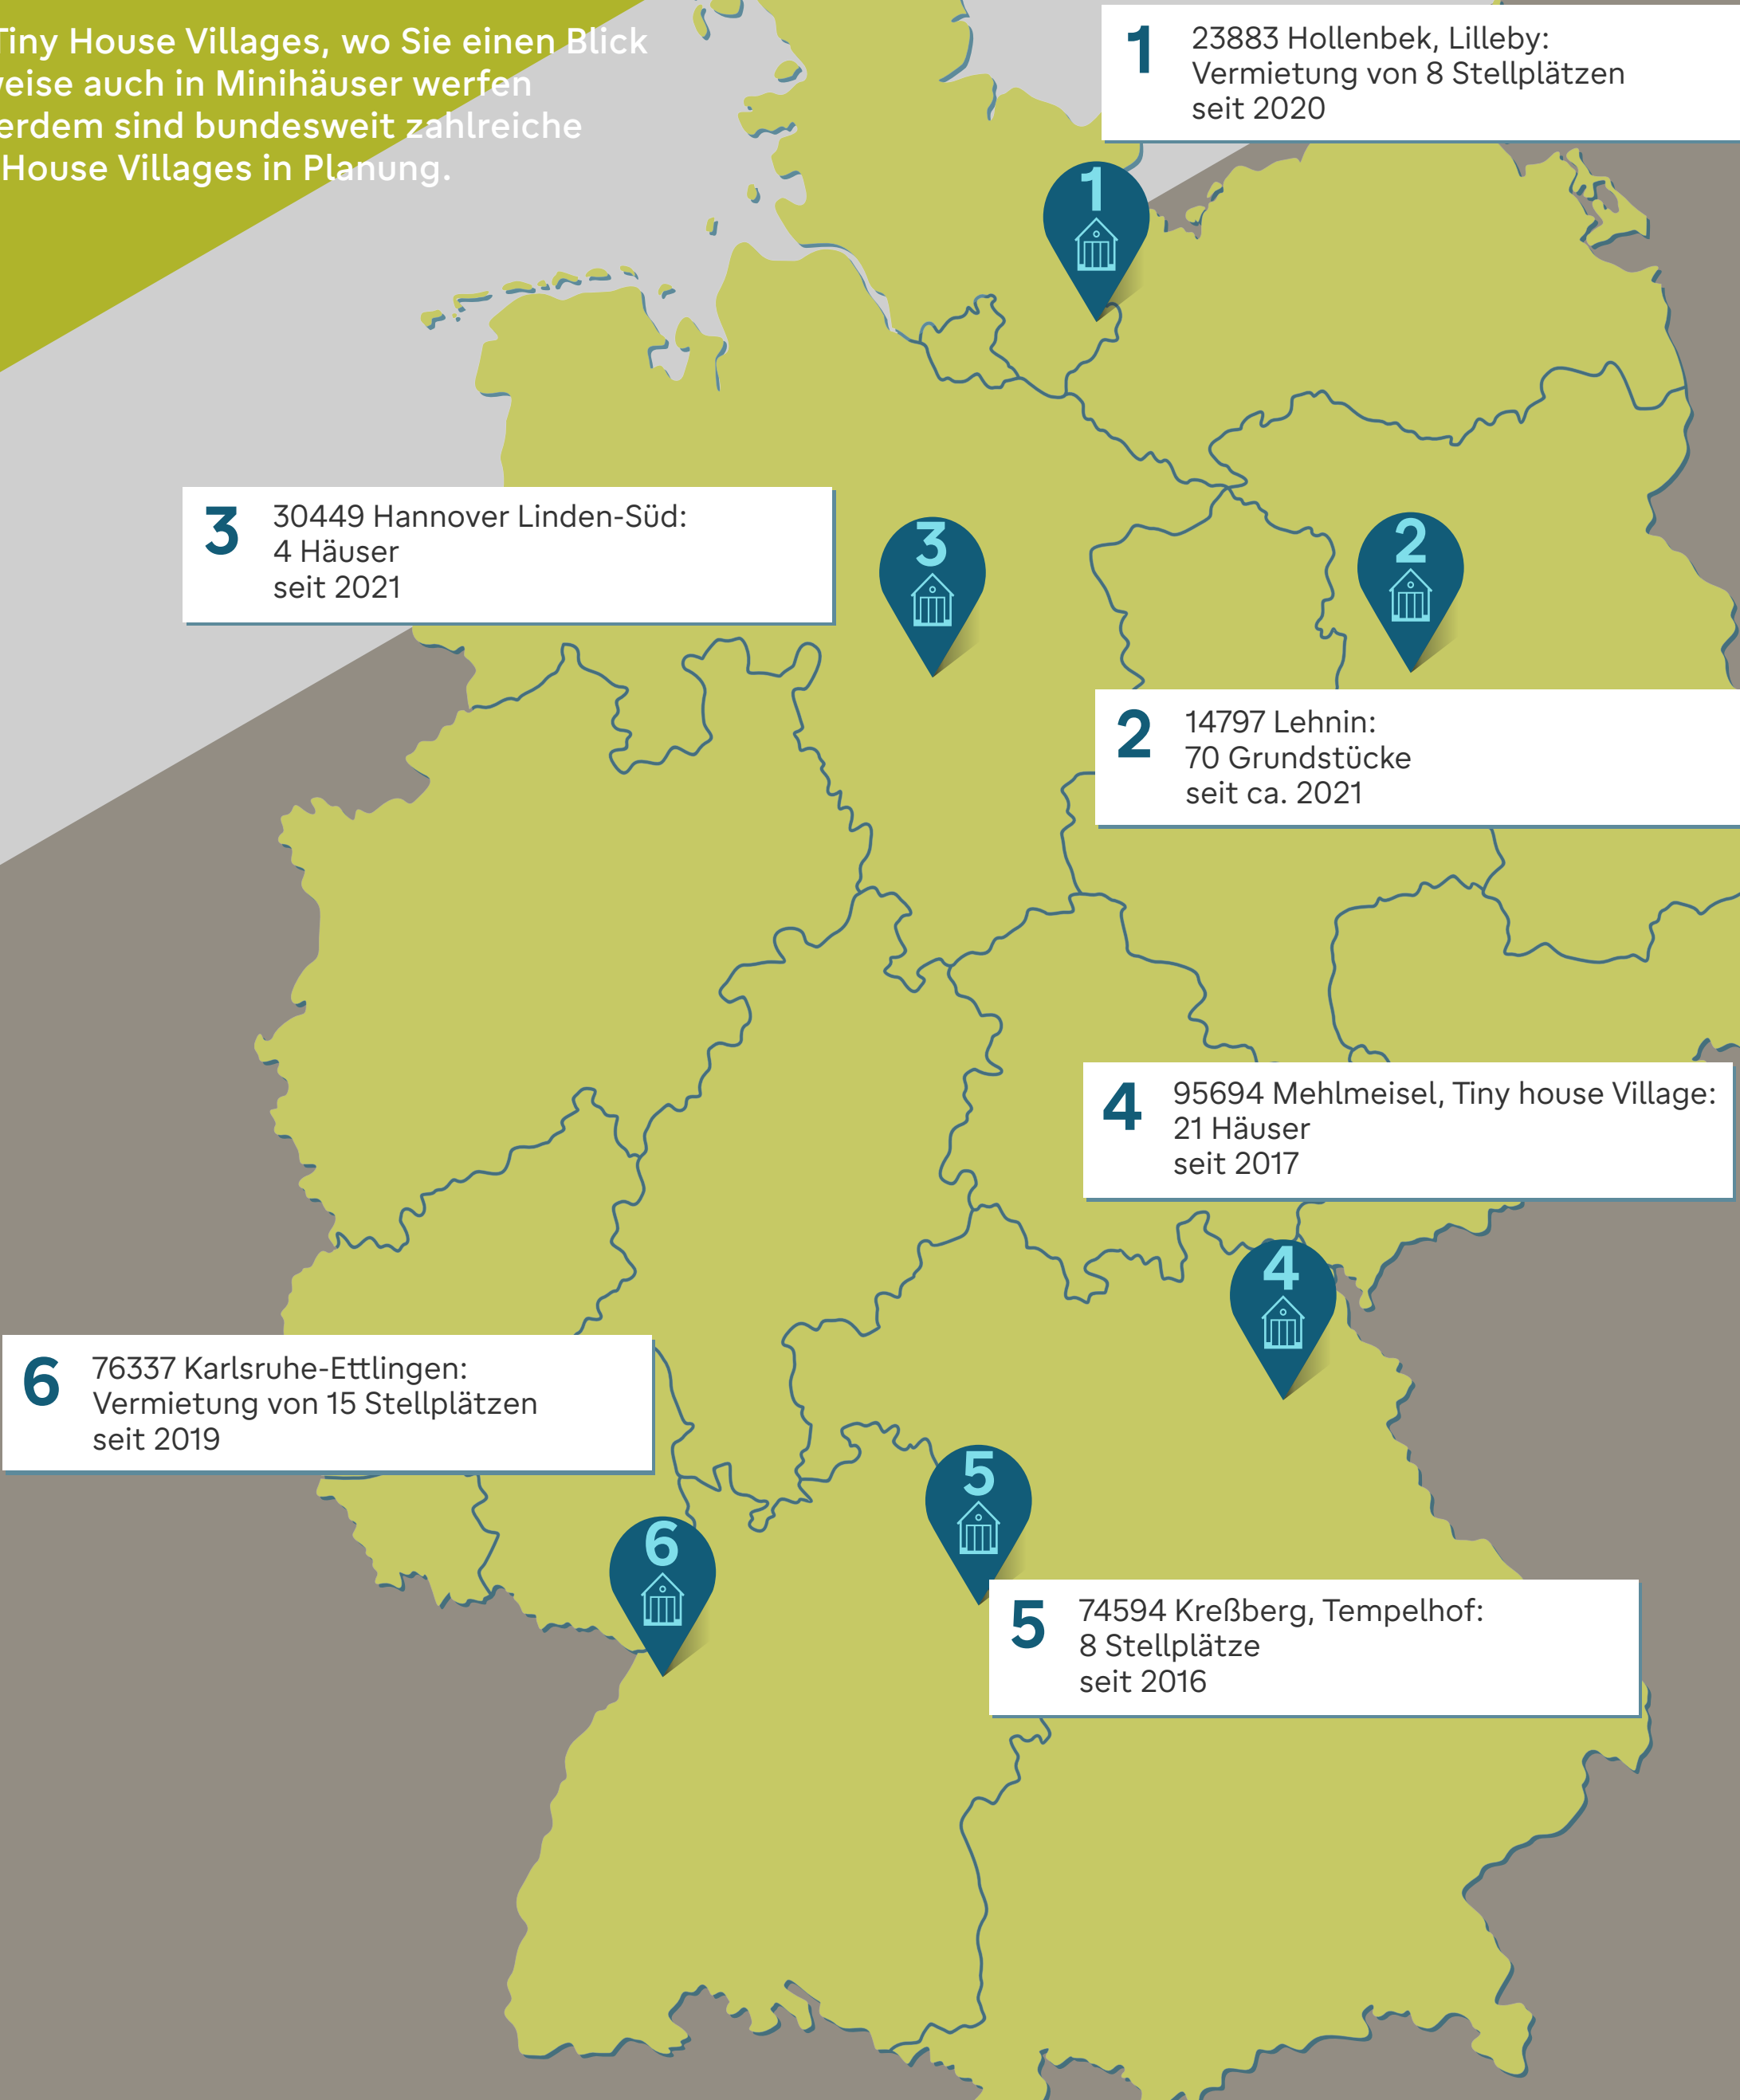 Tiny House Villages, wo Sie einen Blick
weise auch in Minihäuser werfen
erdem sind bundesweit zahlreiche
House Villages in Planung.
1 23883 Hollenbek, Lilleby:
Vermietung von 8 Stellplätzen
seit 2020
1
3 30449 Hannover Linden-Süd:
4 Häuser
seit 2021
3
2
2 14797 Lehnin:
70 Grundstücke
seit ca. 2021
4 95694 Mehlmeisel, Tiny house Village:
21 Häuser
seit 2017
4
6 76337 Karlsruhe-Ettlingen:
Vermietung von 15 Stellplätzen
seit 2019
5
6
5 74594 Kreßberg, Tempelhof:
8 Stellplätze
seit 2016